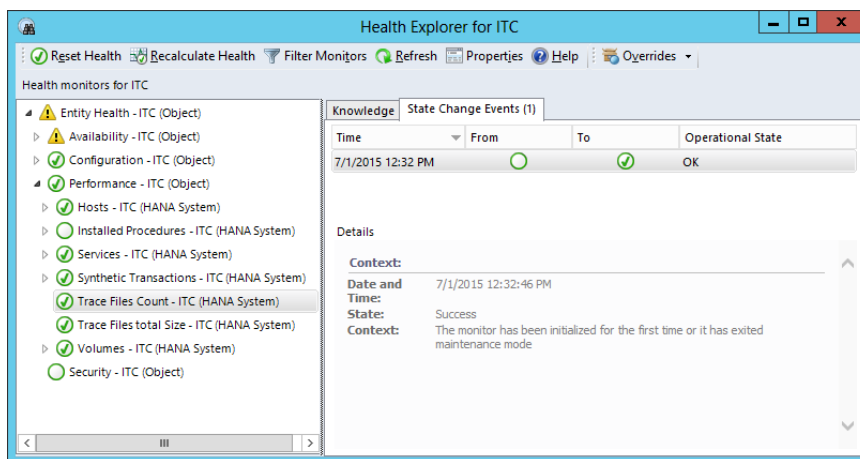 Health Explorer for ITC
Reset Health Recalculate Health Filter Monitors Refresh Properties Help Overrides
Health monitors for ITC
Entity Health - ITC (Object)
Availability - ITC (Object)
Configuration - ITC (Object)
Performance - ITC (Object)
Hosts - ITC (HANA System)
Installed Procedures - ITC (HANA System)
Services - ITC (HANA System)
Synthetic Transactions - ITC (HANA System)
Trace Files Count - ITC (HANA System)
Trace Files total Size - ITC (HANA System)
Volumes - ITC (HANA System)
Security - ITC (Object)
Knowledge State Change Events (1)
Time From To Operational State
7/1/2015 12:32 PM OK
Details
Context:
Date and Time: 7/1/2015 12:32:46 PM
State: Success
Context: The monitor has been initialized for the first time or it has exited
maintenance mode